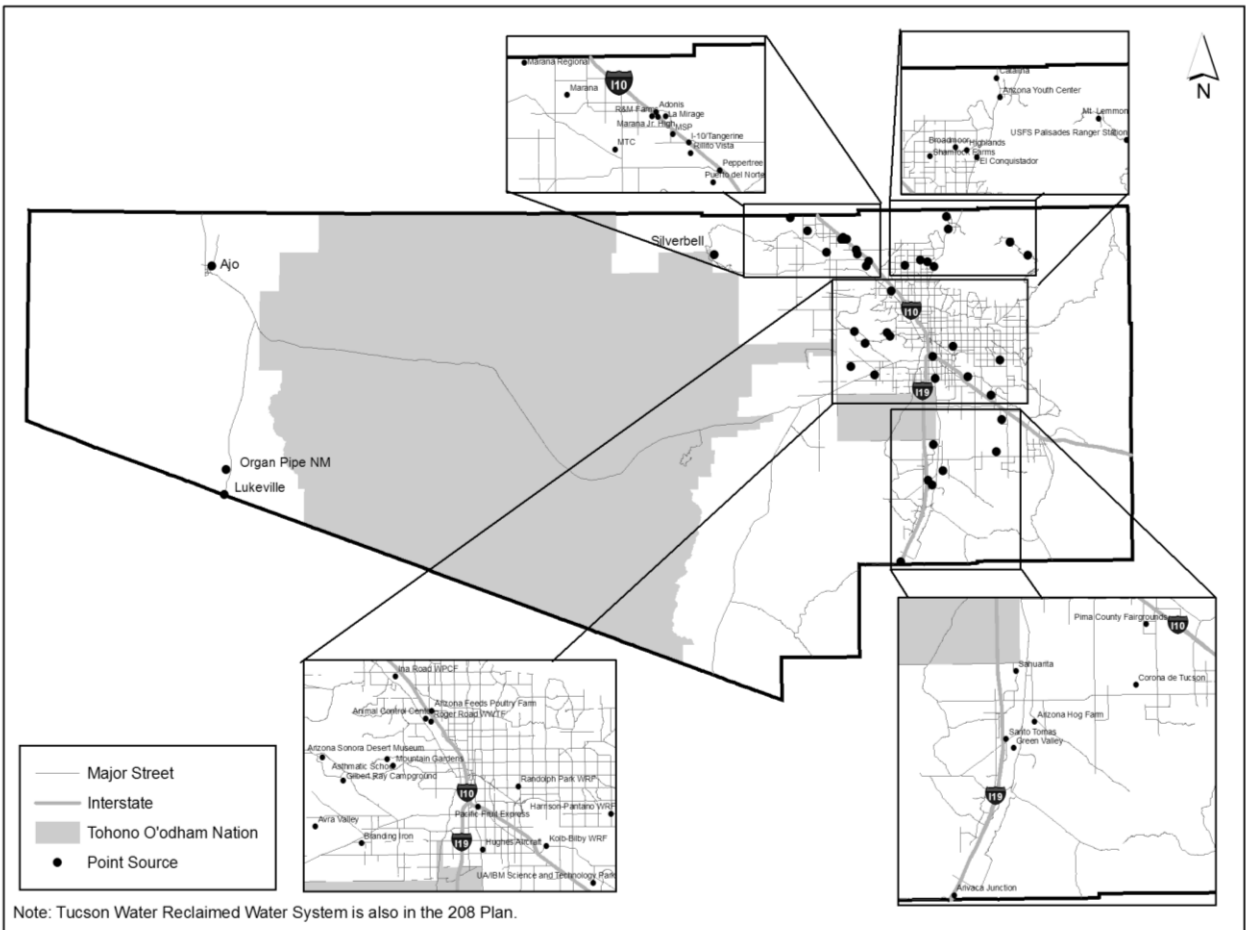 Marana Regional
Marana
I10
Adonis
R&M Farms
La Mirage
Marana Jr. High
MSP
I-10/Tangerine
MTC
Rillito Vista
Peppertree
Puerto del Norte
Catalina
Arizona Youth Center
Mt. Lemmon
USFS Palisades Ranger Station
Broadmoor
Highlands
Shamrock Farms
El Conquistador
N
Silverbell
Ajo
I10
I19
Organ Pipe NM
Lukeville
Ina Road WPCF
Arizona Feeds Poultry Farm
Animal Control Center
Roger Road WWTF
Arizona Sonora Desert Museum
Mountain Gardens
Asthmatic School
Gilbert Ray Campground
Randolph Park WRF
I10
Harrison-Pantano WRF
Pacific Fruit Express
Avra Valley
Branding Iron
I19
Hughes Aircraft
Kolb-Bilby WRF
UA/IBM Science and Technology Park
Pima County Fairgrounds
I10
Sahuarita
Corona de Tucson
Arizona Hog Farm
Santo Tomas
Green Valley
I19
Arivaca Junction
Major Street
Interstate
Tohono O'odham Nation
Point Source
Note: Tucson Water Reclaimed Water System is also in the 208 Plan.